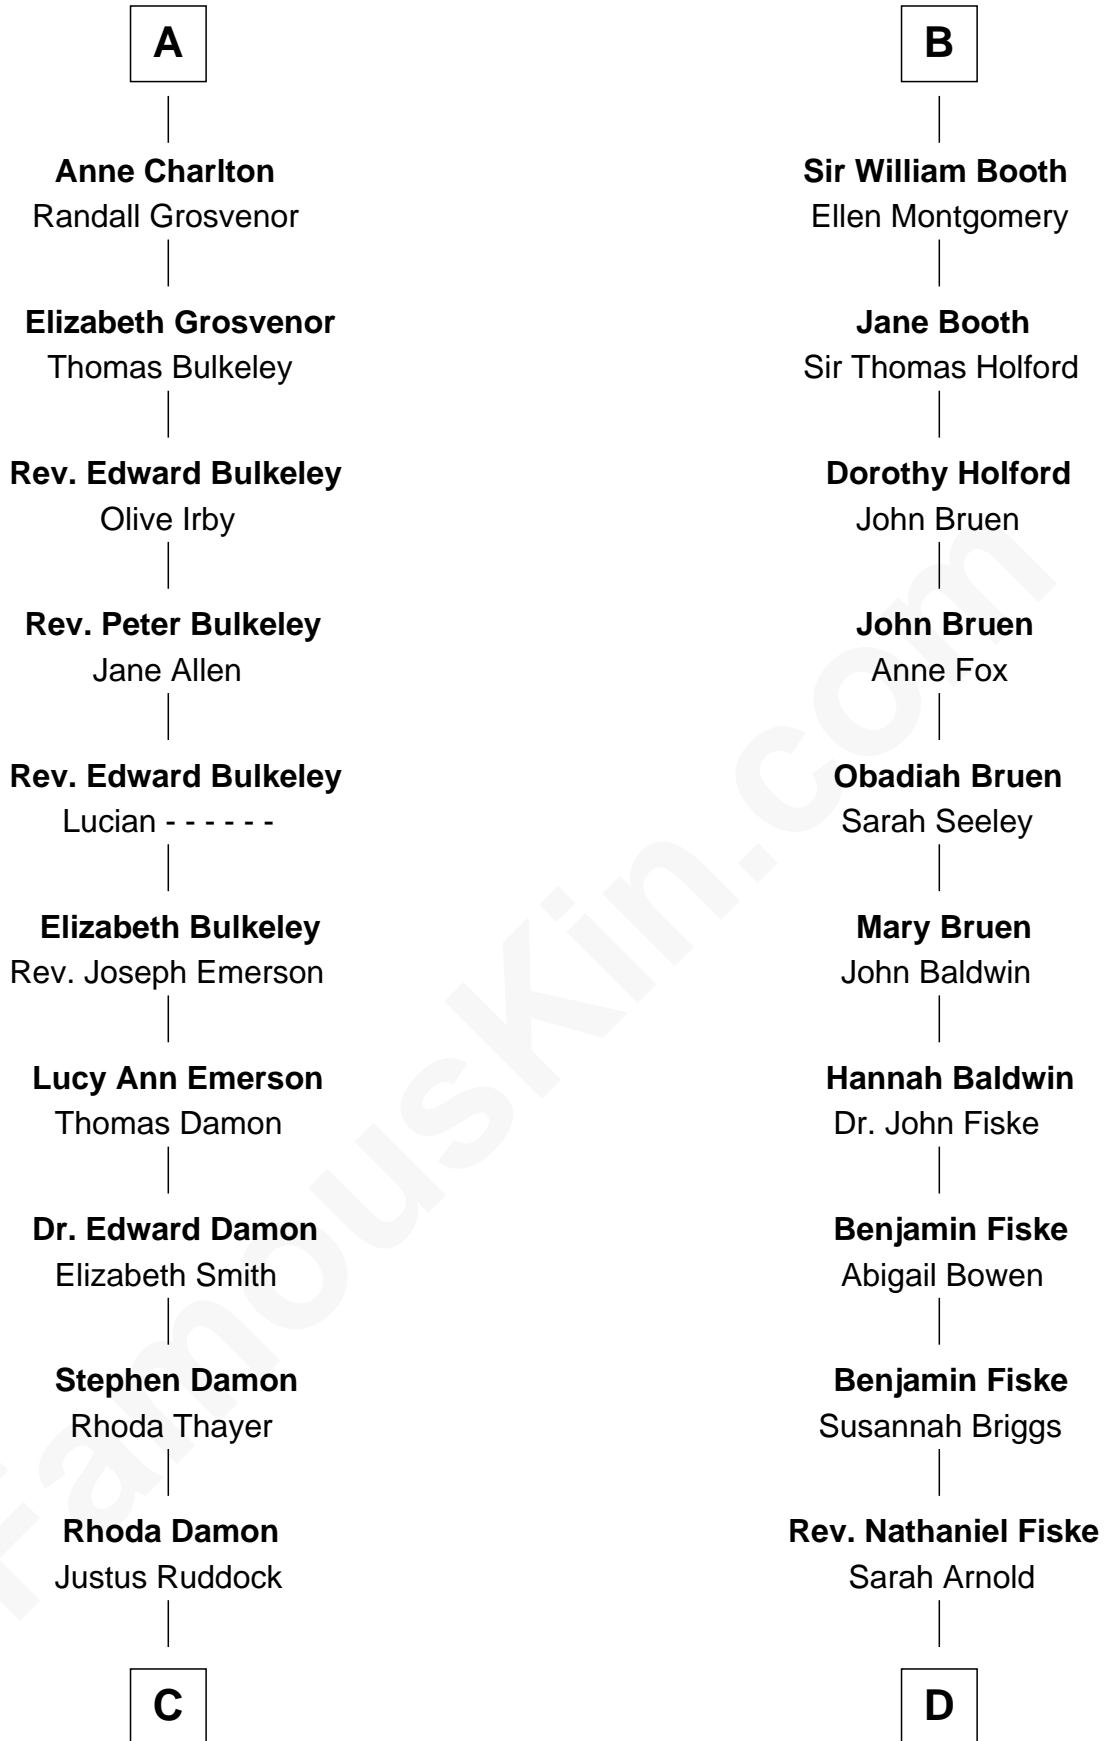 A
Anne Charlton
Randall Grosvenor
Elizabeth Grosvenor
Thomas Bulkeley
Rev. Edward Bulkeley
Olive Irby
Rev. Peter Bulkeley
Jane Allen
Rev. Edward Bulkeley
Lucian - - - - - -
Elizabeth Bulkeley
Rev. Joseph Emerson
Lucy Ann Emerson
Thomas Damon
Dr. Edward Damon
Elizabeth Smith
Stephen Damon
Rhoda Thayer
Rhoda Damon
Justus Ruddock
C
B
Sir William Booth
Ellen Montgomery
Jane Booth
Sir Thomas Holford
Dorothy Holford
John Bruen
John Bruen
Anne Fox
Obadiah Bruen
Sarah Seeley
Mary Bruen
John Baldwin
Hannah Baldwin
Dr. John Fiske
Benjamin Fiske
Abigail Bowen
Benjamin Fiske
Susannah Briggs
Rev. Nathaniel Fiske
Sarah Arnold
D
FamousKin.com